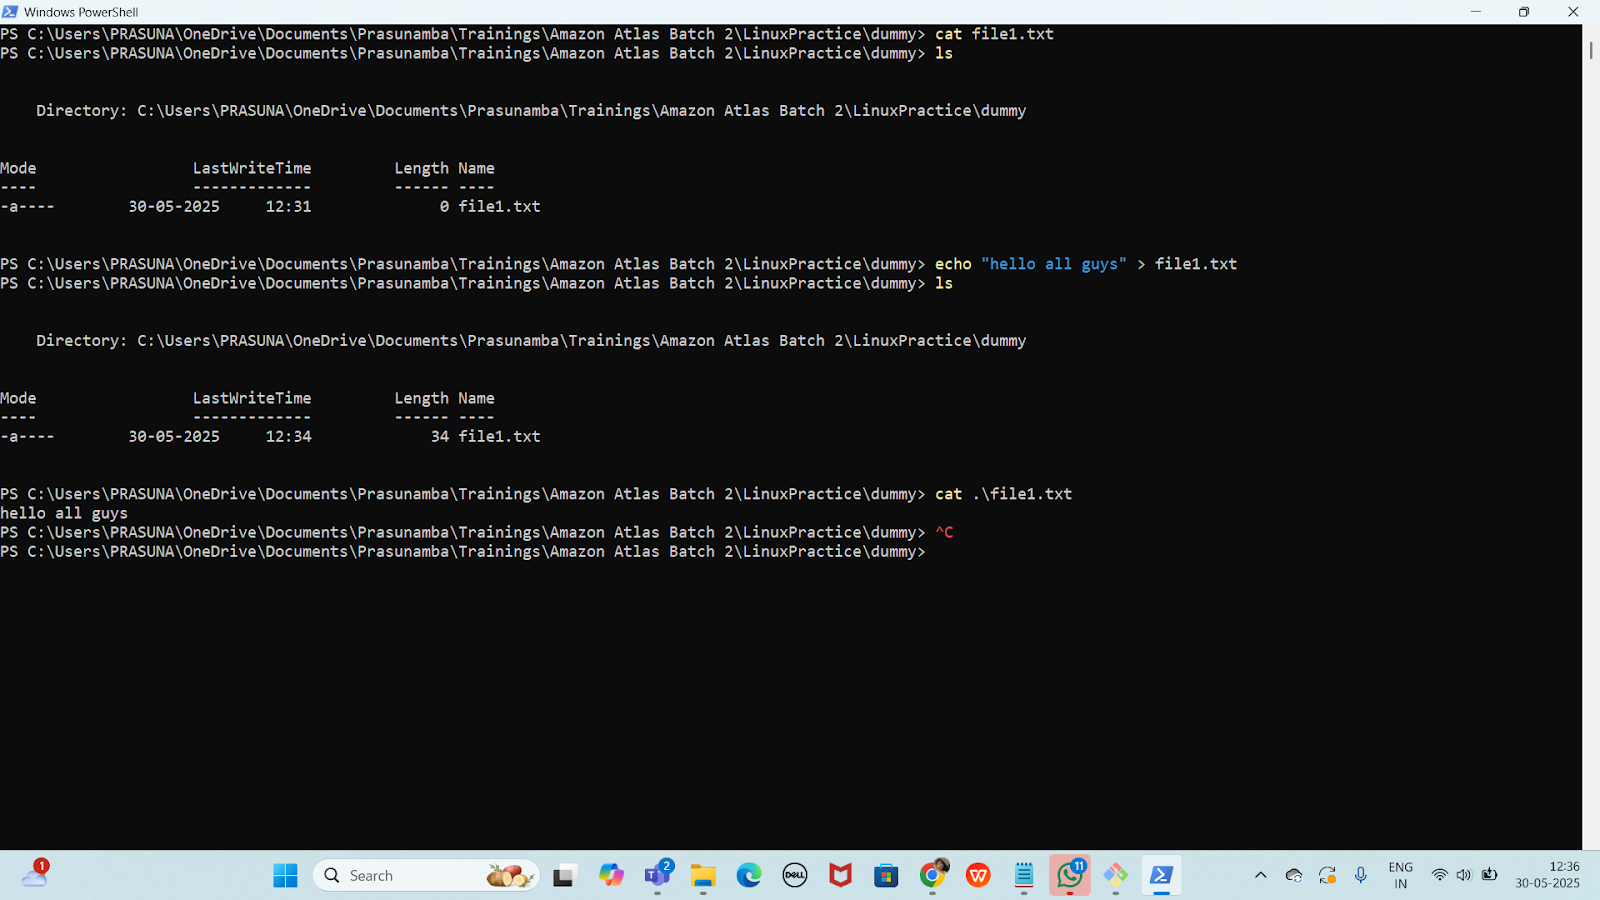 Windows PowerShell
PS C:\Users\PRASUNA\OneDrive\Documents\Prasunamba\Trainings\Amazon Atlas Batch 2\LinuxPractice\dummy> cat file1.txt
PS C:\Users\PRASUNA\OneDrive\Documents\Prasunamba\Trainings\Amazon Atlas Batch 2\LinuxPractice\dummy> ls
Directory: C:\Users\PRASUNA\OneDrive\Documents\Prasunamba\Trainings\Amazon Atlas Batch 2\LinuxPractice\dummy
Mode                 LastWriteTime         Length Name
----                 -------------         ------ ----
-a----        30-05-2025     12:31              0 file1.txt
PS C:\Users\PRASUNA\OneDrive\Documents\Prasunamba\Trainings\Amazon Atlas Batch 2\LinuxPractice\dummy> echo "hello all guys" > file1.txt
PS C:\Users\PRASUNA\OneDrive\Documents\Prasunamba\Trainings\Amazon Atlas Batch 2\LinuxPractice\dummy> ls
Directory: C:\Users\PRASUNA\OneDrive\Documents\Prasunamba\Trainings\Amazon Atlas Batch 2\LinuxPractice\dummy
Mode                 LastWriteTime         Length Name
----                 -------------         ------ ----
-a----        30-05-2025     12:34             34 file1.txt
PS C:\Users\PRASUNA\OneDrive\Documents\Prasunamba\Trainings\Amazon Atlas Batch 2\LinuxPractice\dummy> cat .\file1.txt
hello all guys
PS C:\Users\PRASUNA\OneDrive\Documents\Prasunamba\Trainings\Amazon Atlas Batch 2\LinuxPractice\dummy> ^C
PS C:\Users\PRASUNA\OneDrive\Documents\Prasunamba\Trainings\Amazon Atlas Batch 2\LinuxPractice\dummy>
1
Search
2
DELL
11
ENG
IN
12:36
30-05-2025